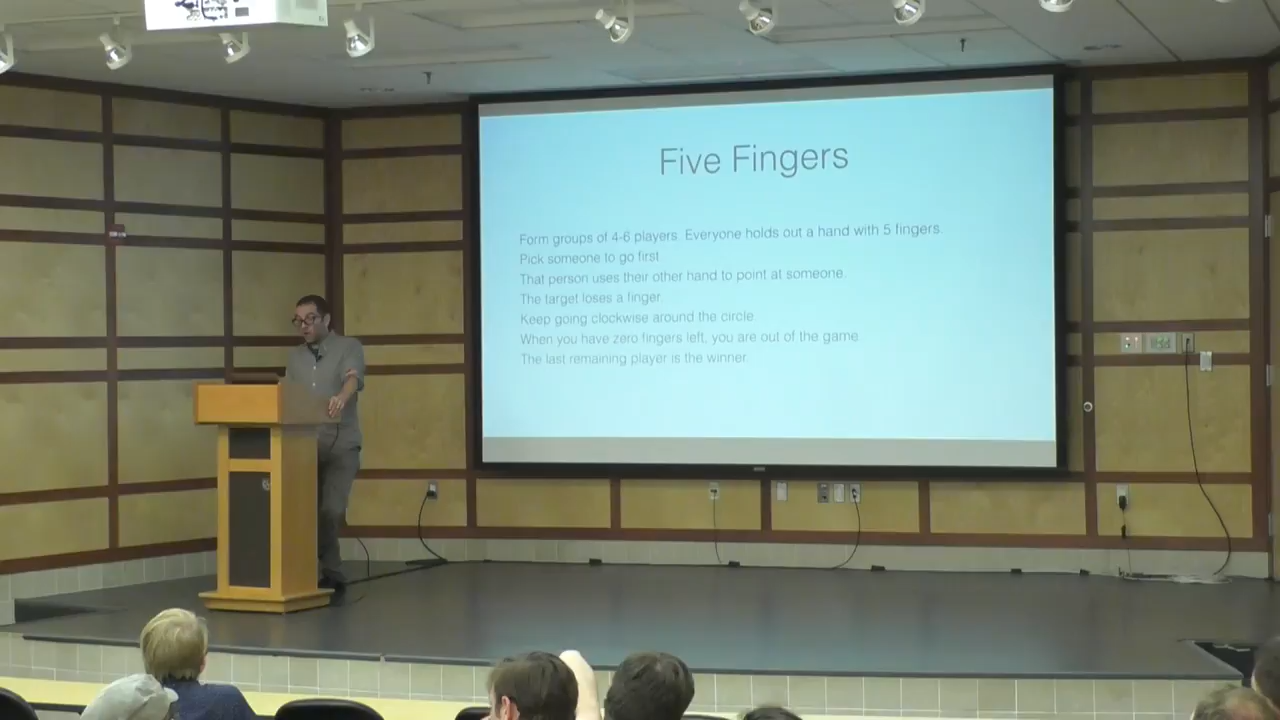 Five Fingers
Form groups of 4-6 players. Everyone holds out a hand with 5 fingers.
Pick someone to go first
That person uses their other hand to point at someone.
The target loses a finger.
Keep going clockwise around the circle.
When you have zero fingers left, you are out of the game
The last remaining player is the winner.